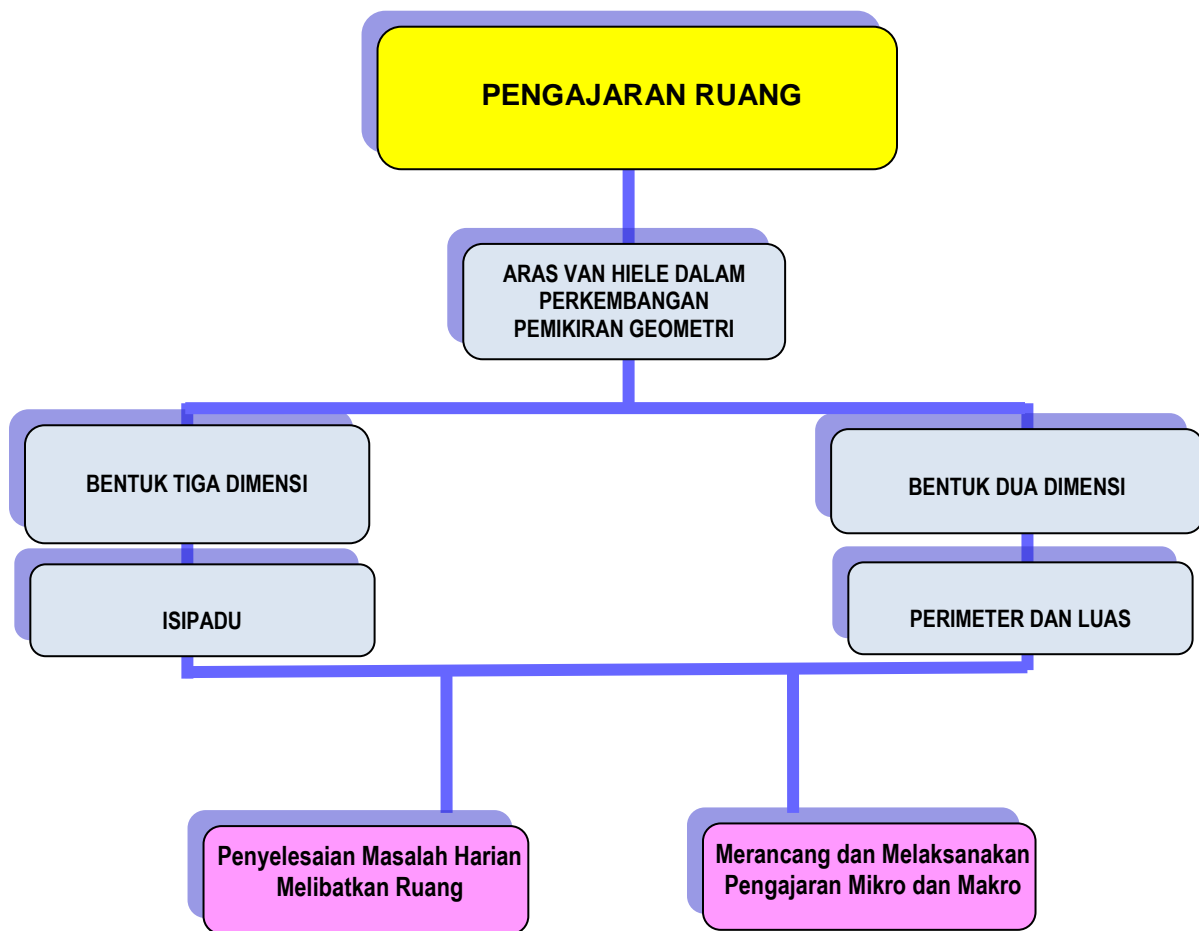 PENGAJARAN RUANG
ARAS VAN HIELE DALAM
PERKEMBANGAN
PEMIKIRAN GEOMETRI
BENTUK TIGA DIMENSI
BENTUK DUA DIMENSI
ISIPADU
PERIMETER DAN LUAS
Penyelesaian Masalah Harian
Melibatkan Ruang
Merancang dan Melaksanakan
Pengajaran Mikro dan Makro